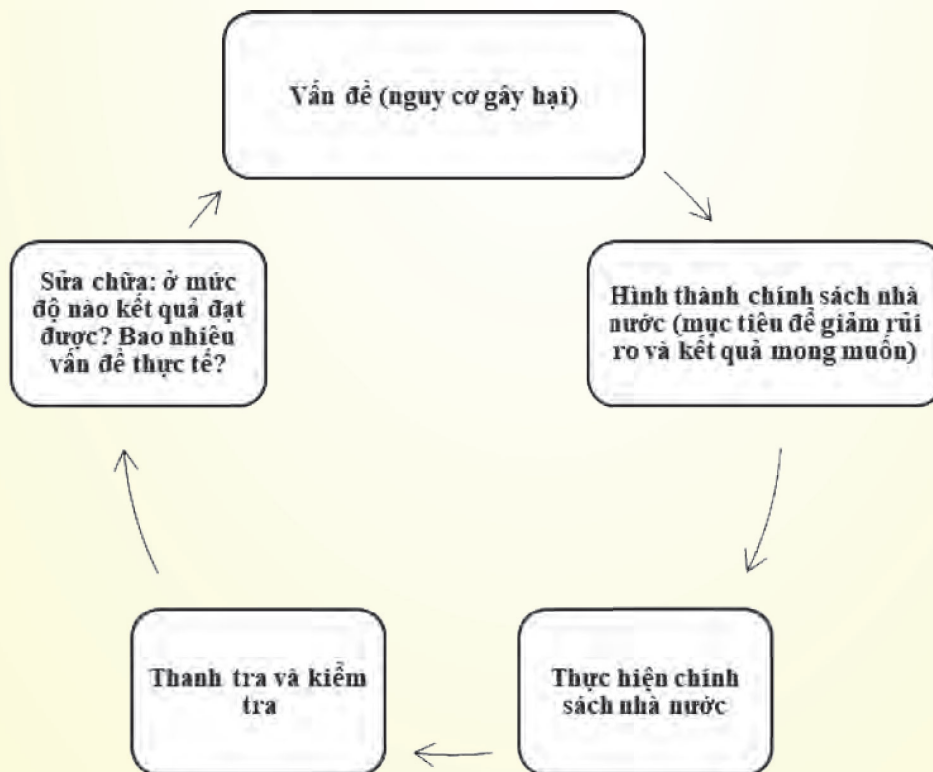 Vấn đề (nguy cơ gây hại)
Hình thành chính sách nhà
nước (mục tiêu để giảm rủi
ro và kết quả mong muốn)
Thực hiện chính
sách nhà nước
Thanh tra và kiểm
tra
Sửa chữa: ở mức
độ nào kết quả đạt
được? Bao nhiêu
vấn đề thực tế?